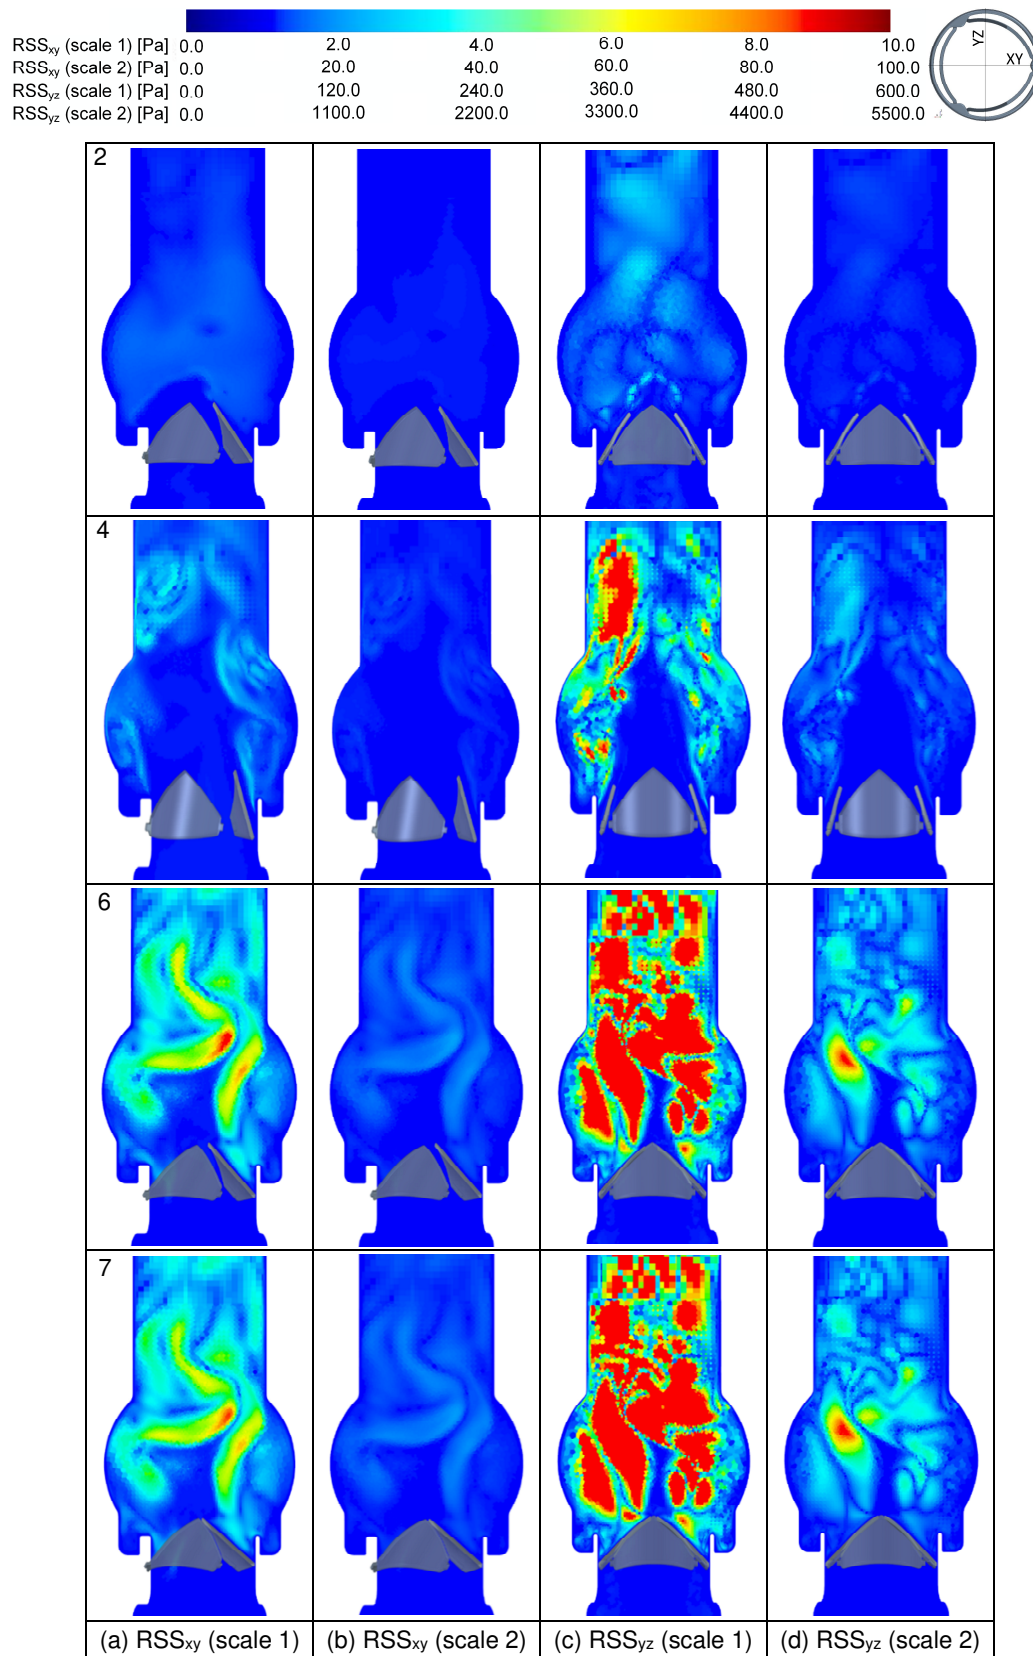 RSSxy (scale 1) [Pa] 0.0 2.0 4.0 6.0 8.0 10.0
RSSxy (scale 2) [Pa] 0.0 20.0 40.0 60.0 80.0 100.0
RSSyz (scale 1) [Pa] 0.0 120.0 240.0 360.0 480.0 600.0
RSSyz (scale 2) [Pa] 0.0 1100.0 2200.0 3300.0 4400.0 5500.0
YZ
XY
2
4
6
7
(a) RSSxy (scale 1) (b) RSSxy (scale 2) (c) RSSyz (scale 1) (d) RSSyz (scale 2)